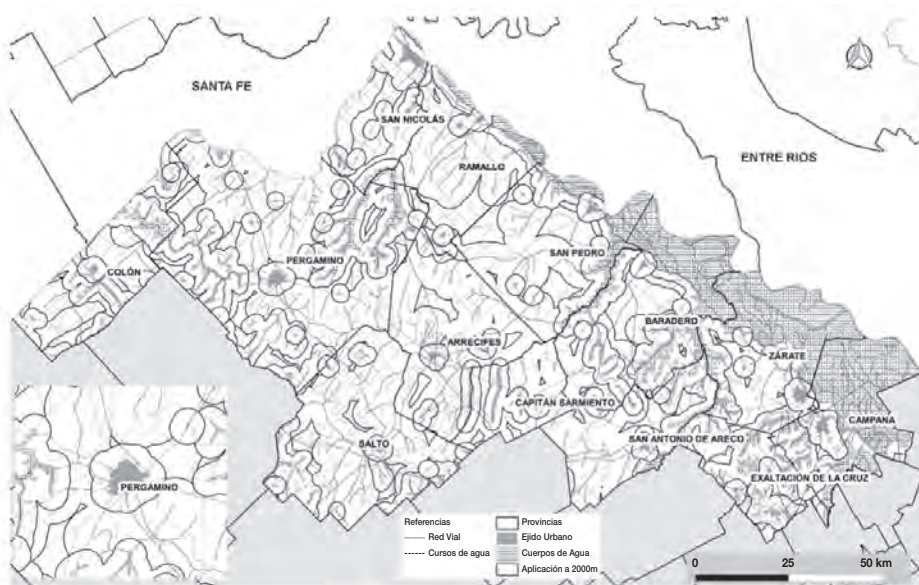 SANTA FE
SAN NICOLÁS
RAMALLO
ENTRE RIOS
SAN PEDRO
PERGAMINO
COLÓN
BARADERO
ARRECIFES
ZÁRATE
CAPITÁN SARMIENTO
CAMPANA
SALTO
SAN ANTONIO DE ARECO
EXALTACIÓN DE LA CRUZ
PERGAMINO
Referencias
Red Vial
Cursos de agua
Provincias
Ejido Urbano
Cuerpos de Agua
Aplicación a 2000m
0 25 50 km